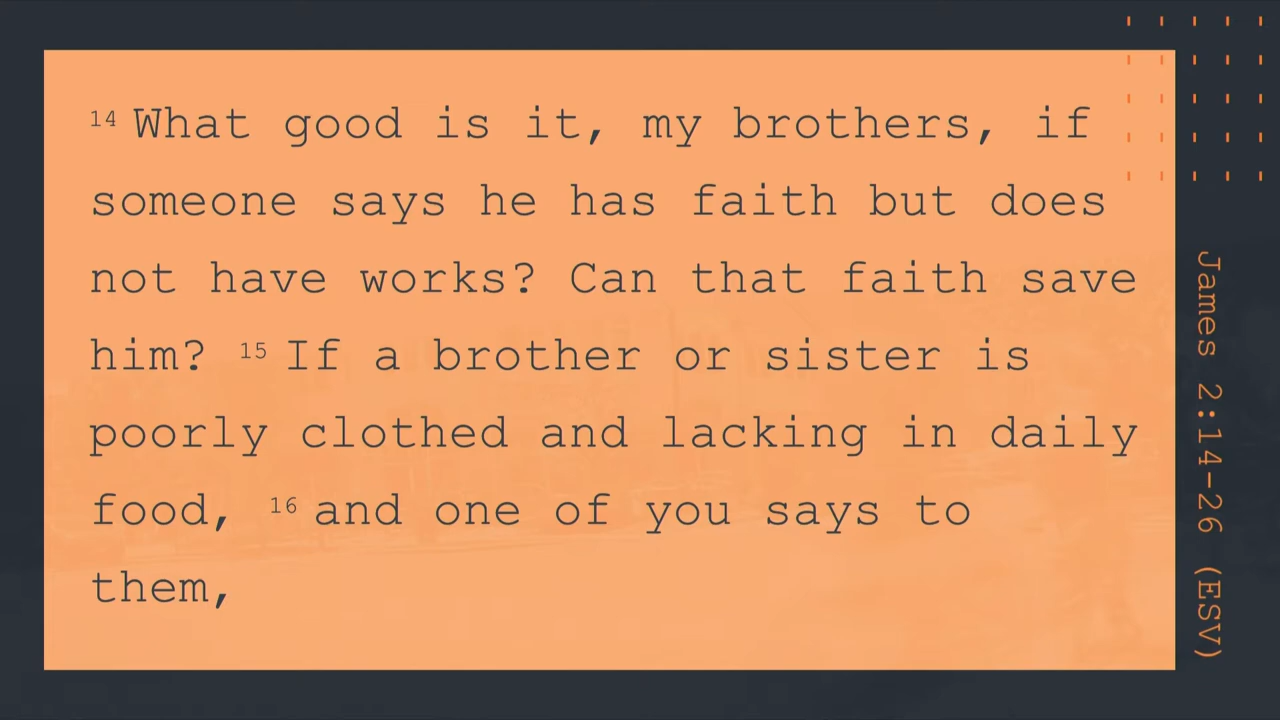 14 What good is it, my brothers, if
someone says he has faith but does
not have works? Can that faith save
him? 15 If a brother or sister is
poorly clothed and lacking in daily
food, 16 and one of you says to
them,
James 2:14-26 (ESV)